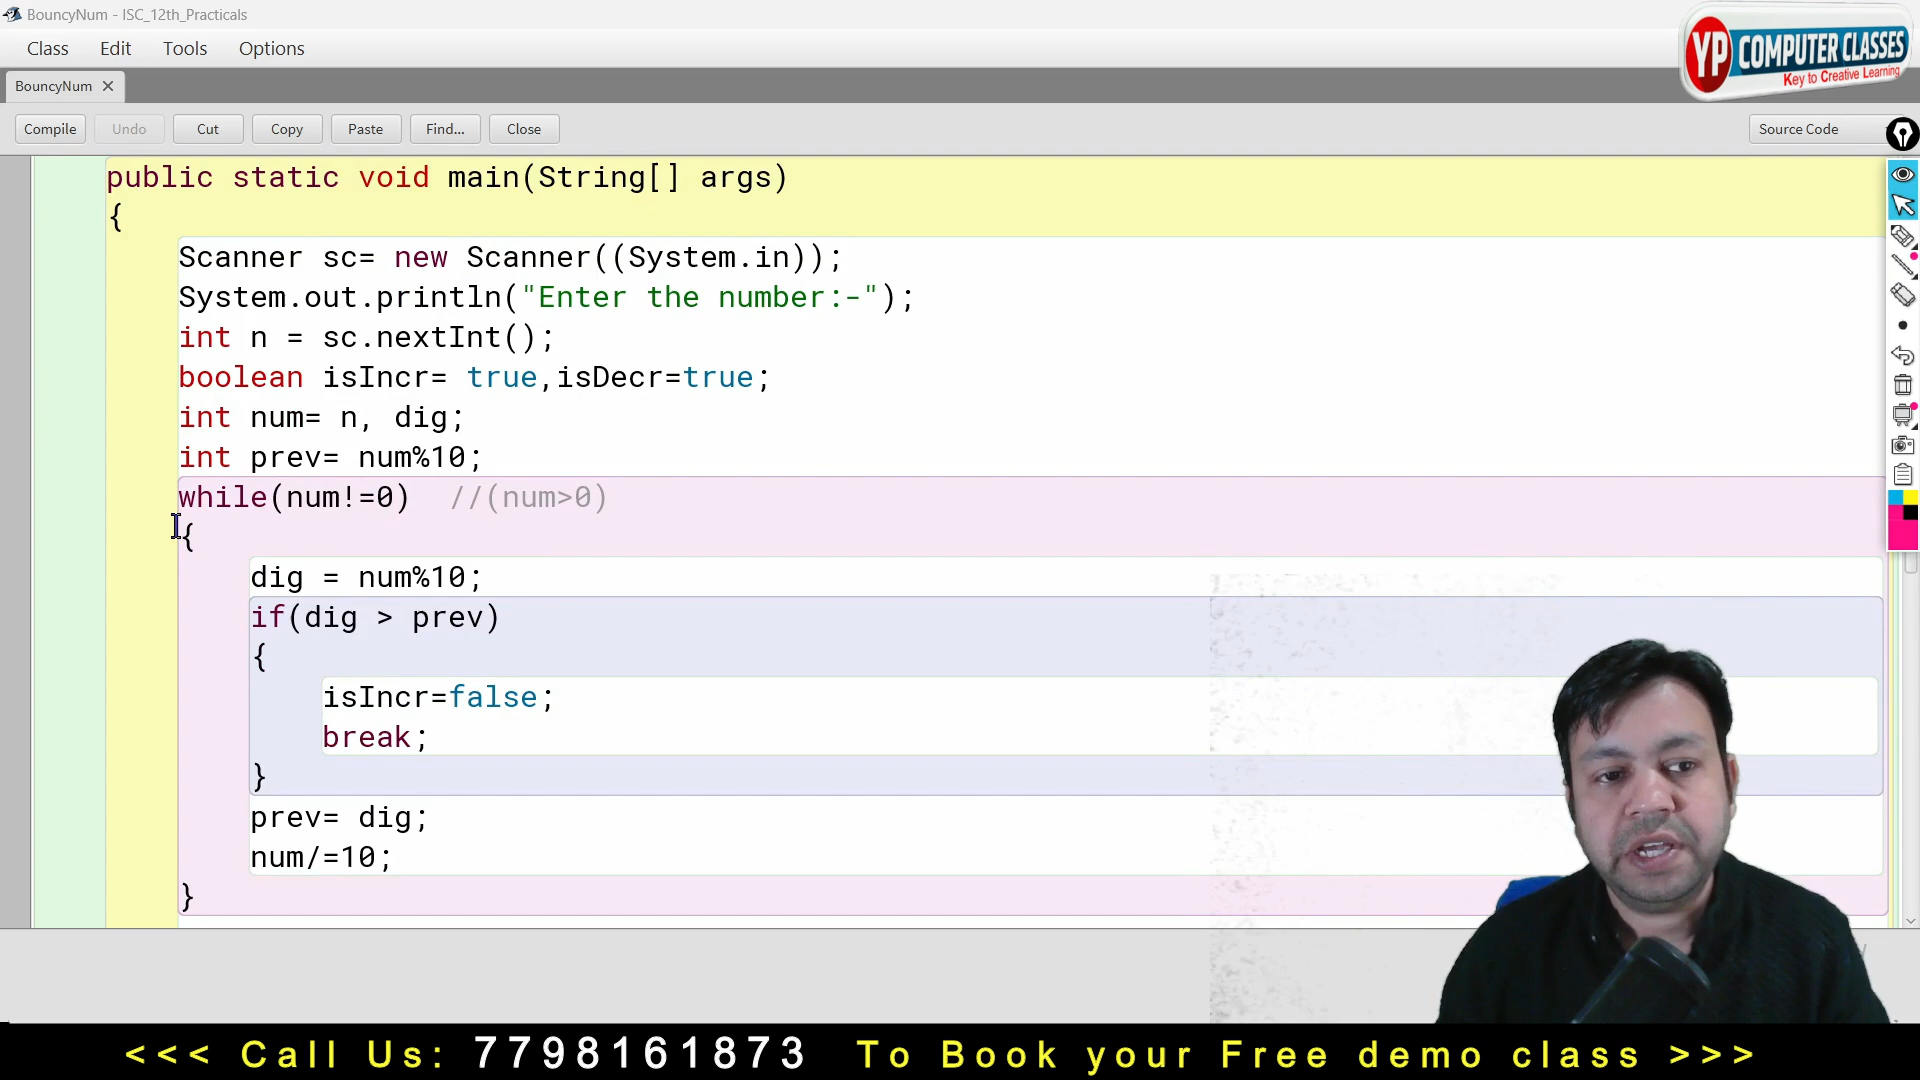 BouncyNum - ISC_12th_Practicals
Class Edit Tools Options
YP COMPUTER CLASSES
Key to Creative Learning
BouncyNum
Compile Undo Cut Copy Paste Find... Close Source Code
public static void main(String[] args)
{
Scanner sc= new Scanner((System.in));
System.out.println("Enter the number:-");
int n = sc.nextInt();
boolean isIncr= true,isDecr=true;
int num= n, dig;
int prev= num%10;
while(num!=0) //(num>0)
{
dig = num%10;
if(dig > prev)
{
isIncr=false;
break;
}
prev= dig;
num/=10;
}
<<< Call Us: 7798161873 To Book your Free demo class >>>